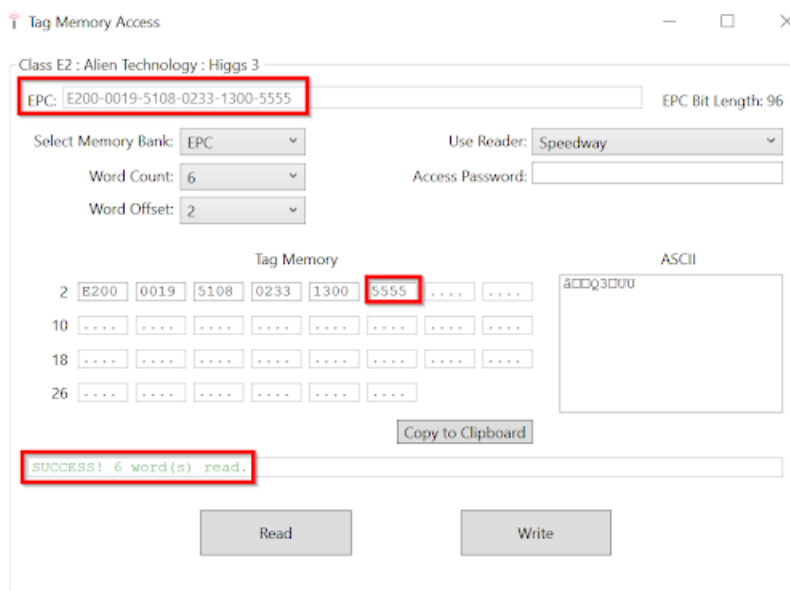 Tag Memory Access
Class E2 : Alien Technology : Higgs 3
EPC: E200-0019-5108-0233-1300-5555 EPC Bit Length: 96
Select Memory Bank: EPC Use Reader: Speedway
Word Count: 6 Access Password:
Word Offset: 2
Tag Memory ASCII
2 E200 0019 5108 0233 1300 5555 .... ....
â□□Q3□UU
10 .... .... .... .... .... .... .... ....
18 .... .... .... .... .... .... .... ....
26 .... .... .... .... .... ....
Copy to Clipboard
SUCCESS! 6 word(s) read.
Read Write